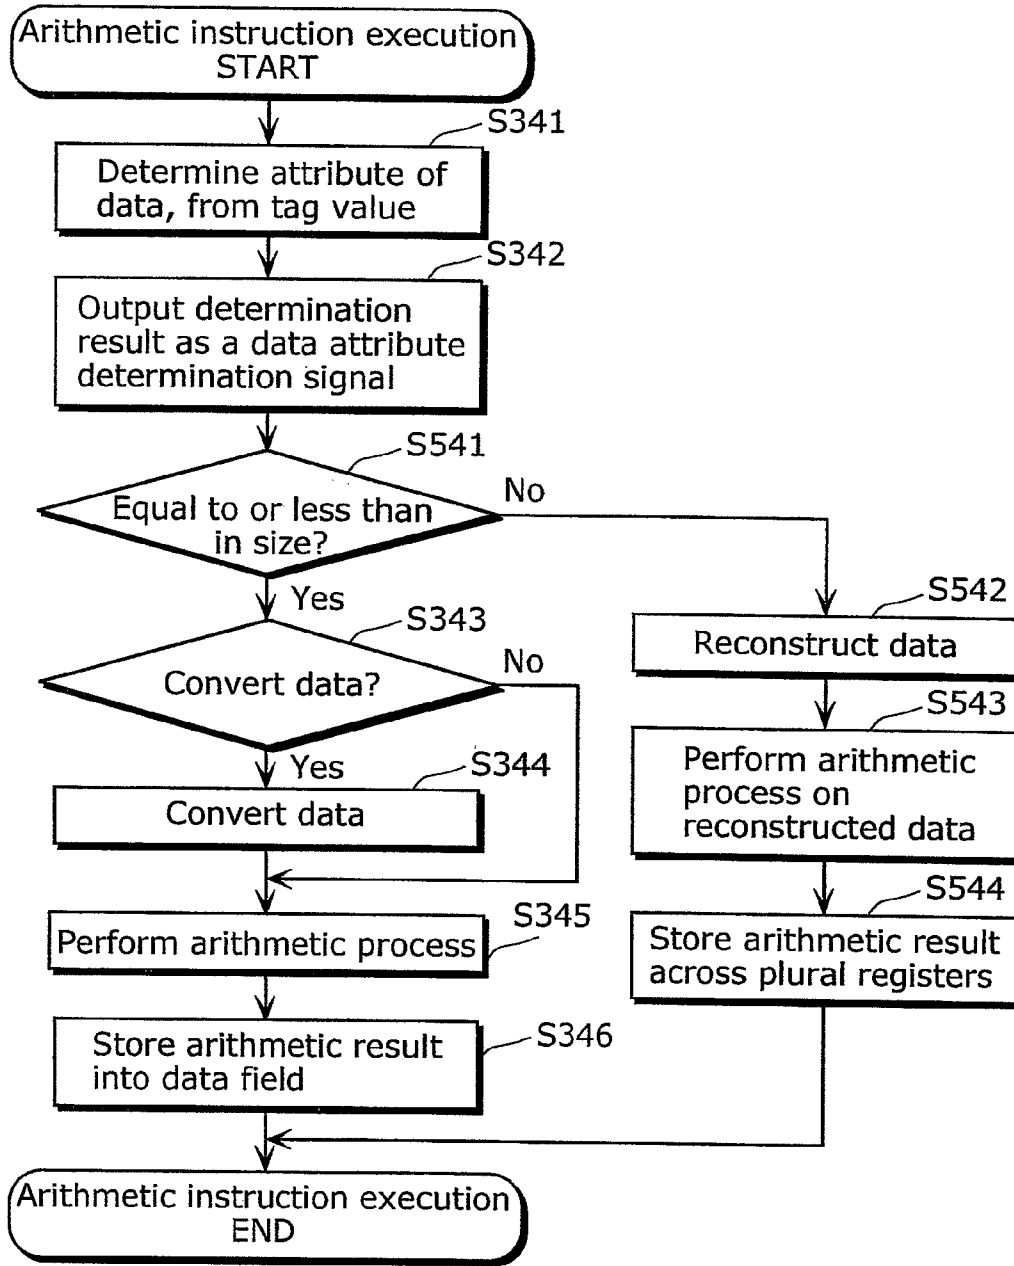 Arithmetic instruction execution
START
S341
Determine attribute of
data, from tag value
S342
Output determination
result as a data attribute
determination signal
S541
Equal to or less than
in size?
No
Yes
S343
Convert data?
No
Yes
S344
Convert data
S345
Perform arithmetic process
S346
Store arithmetic result
into data field
S542
Reconstruct data
S543
Perform arithmetic
process on
reconstructed data
S544
Store arithmetic result
across plural registers
Arithmetic instruction execution
END